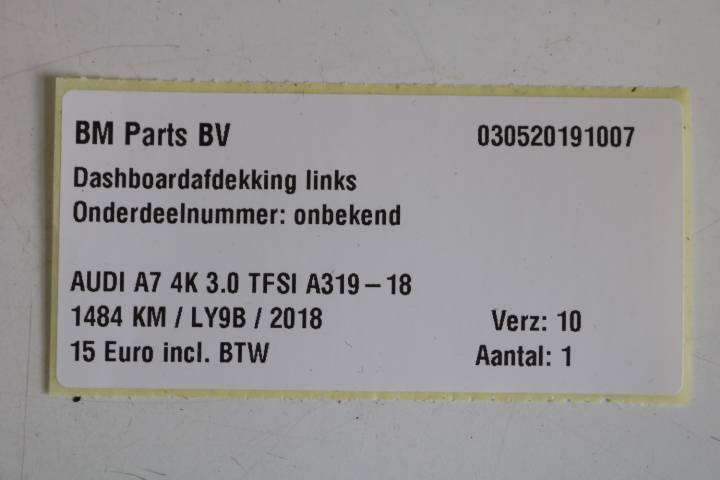 BM Parts BV 030520191007
Dashboardafdekking links
Onderdeelnummer: onbekend
AUDI A7 4K 3.0 TFSI A319-18
1484 KM / LY9B / 2018 Verz: 10
15 Euro incl. BTW Aantal: 1